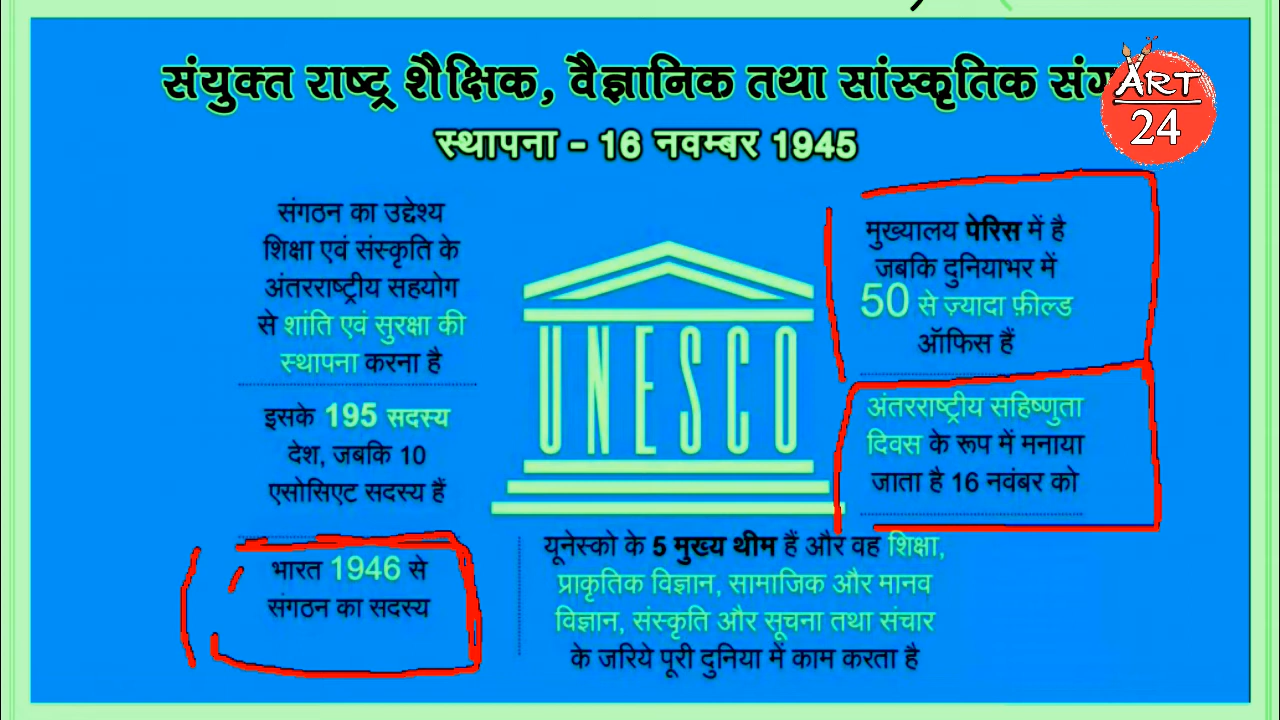 संयुक्त राष्ट्र शैक्षिक, वैज्ञानिक तथा सांस्कृतिक
ART
24
स्थापना - 16 नवम्बर 1945
संगठन का उद्देश्य
शिक्षा एवं संस्कृति के
अंतरराष्ट्रीय सहयोग
से शांति एवं सुरक्षा की
स्थापना करना है
इसके 195 सदस्य
देश, जबकि 10
एसोसिएट सदस्य हैं
भारत 1946 से
संगठन का सदस्य
UNESCO
मुख्यालय पेरिस में है
जबकि दुनियाभर में
50 से ज़्यादा फ़ील्ड
ऑफिस हैं
अंतरराष्ट्रीय सहिष्णुता
दिवस के रूप में मनाया
जाता है 16 नवंबर को
यूनेस्को के 5 मुख्य थीम हैं और वह शिक्षा,
प्राकृतिक विज्ञान, सामाजिक और मानव
विज्ञान, संस्कृति और सूचना तथा संचार
के जरिये पूरी दुनिया में काम करता है